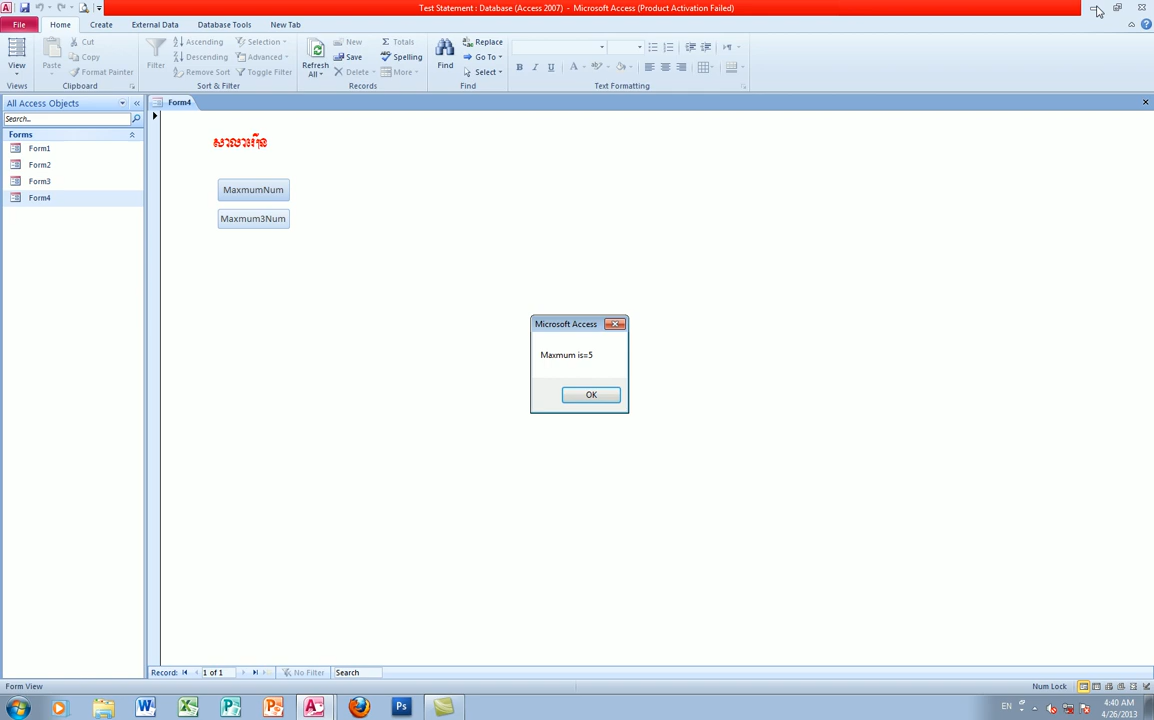 Test Statement : Database (Access 2007) - Microsoft Access (Product Activation Failed)
File Home Create External Data Database Tools New Tab
View
Views
Paste
Cut
Copy
Format Painter
Clipboard
Filter
Ascending
Descending
Remove Sort
Selection
Advanced
Toggle Filter
Sort & Filter
Refresh All
New
Save
Delete
Totals
Spelling
More
Records
Find
Replace
Go To
Select
Find
B I U A
Text Formatting
All Access Objects
Search...
Forms
Form1
Form2
Form3
Form4
Form4
សាលារៀន
MaxmumNum
Maxmum3Num
Microsoft Access
Maxmum is=5
OK
Record: 1 of 1 No Filter Search
Form View
Num Lock
EN
4:40 AM
4/26/2013